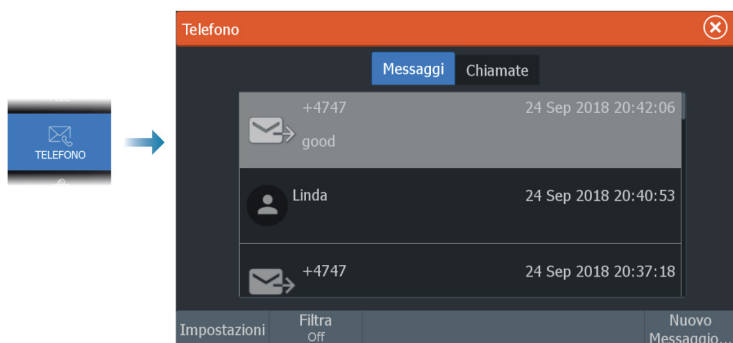 TELEFONO
Telefono
Messaggi Chiamate
+4747 24 Sep 2018 20:42:06
good
Linda 24 Sep 2018 20:40:53
+4747 24 Sep 2018 20:37:18
Impostazioni
Filtra
Off
Nuovo
Messaggio...